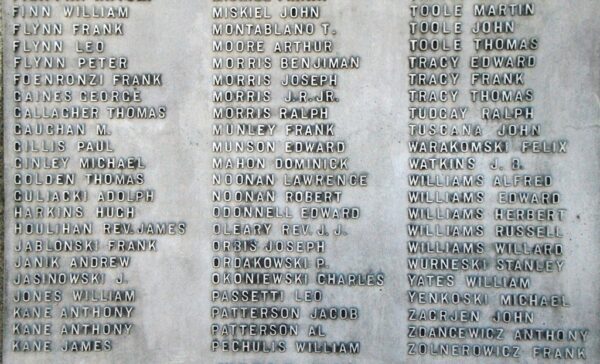 FINN WILLIAM
FLYNN FRANK
FLYNN LEO
FLYNN PETER
FOENRONZI FRANK
GAINES GEORGE
GALLAGHER THOMAS
GAUGHAN M.
GILLIS PAUL
GINLEY MICHAEL
GOLDEN THOMAS
GULIACKI ADOLPH
HARKINS HUGH
HOULIHAN REV. JAMES
JABLONSKI FRANK
JANIK ANDREW
JASINOWSKI J.
JONES WILLIAM
KANE ANTHONY
KANE ANTHONY
KANE JAMES
MISKIEL JOHN
MONTABLANO T.
MOORE ARTHUR
MORRIS BENJIMAN
MORRIS JOSEPH
MORRIS J.R.JR.
MORRIS RALPH
MUNLEY FRANK
MUNSON EDWARD
MAHON DOMINICK
NOONAN LAWRENCE
NOONAN ROBERT
ODONNELL EDWARD
OLEARY REV. J. J.
ORBIS JOSEPH
ORDAKOWSKI P.
OKONIEWSKI CHARLES
PASSETTI LEO
PATTERSON JACOB
PATTERSON AL
PECHULIS WILLIAM
TOOLE MARTIN
TOOLE JOHN
TOOLE THOMAS
TRACY EDWARD
TRACY FRANK
TRACY THOMAS
TUDGAY RALPH
TUSCANA JOHN
WARAKOMSKI FELIX
WATKINS J.
WILLIAMS ALFRED
WILLIAMS EDWARD
WILLIAMS HERBERT
WILLIAMS RUSSELL
WILLIAMS WILLARD
WURNESKI STANLEY
YATES WILLIAM
YENKOSKI MICHAEL
ZAGRJEN JOHN
ZDANCEWICZ ANTHONY
ZOLNEROWICZ FRANK